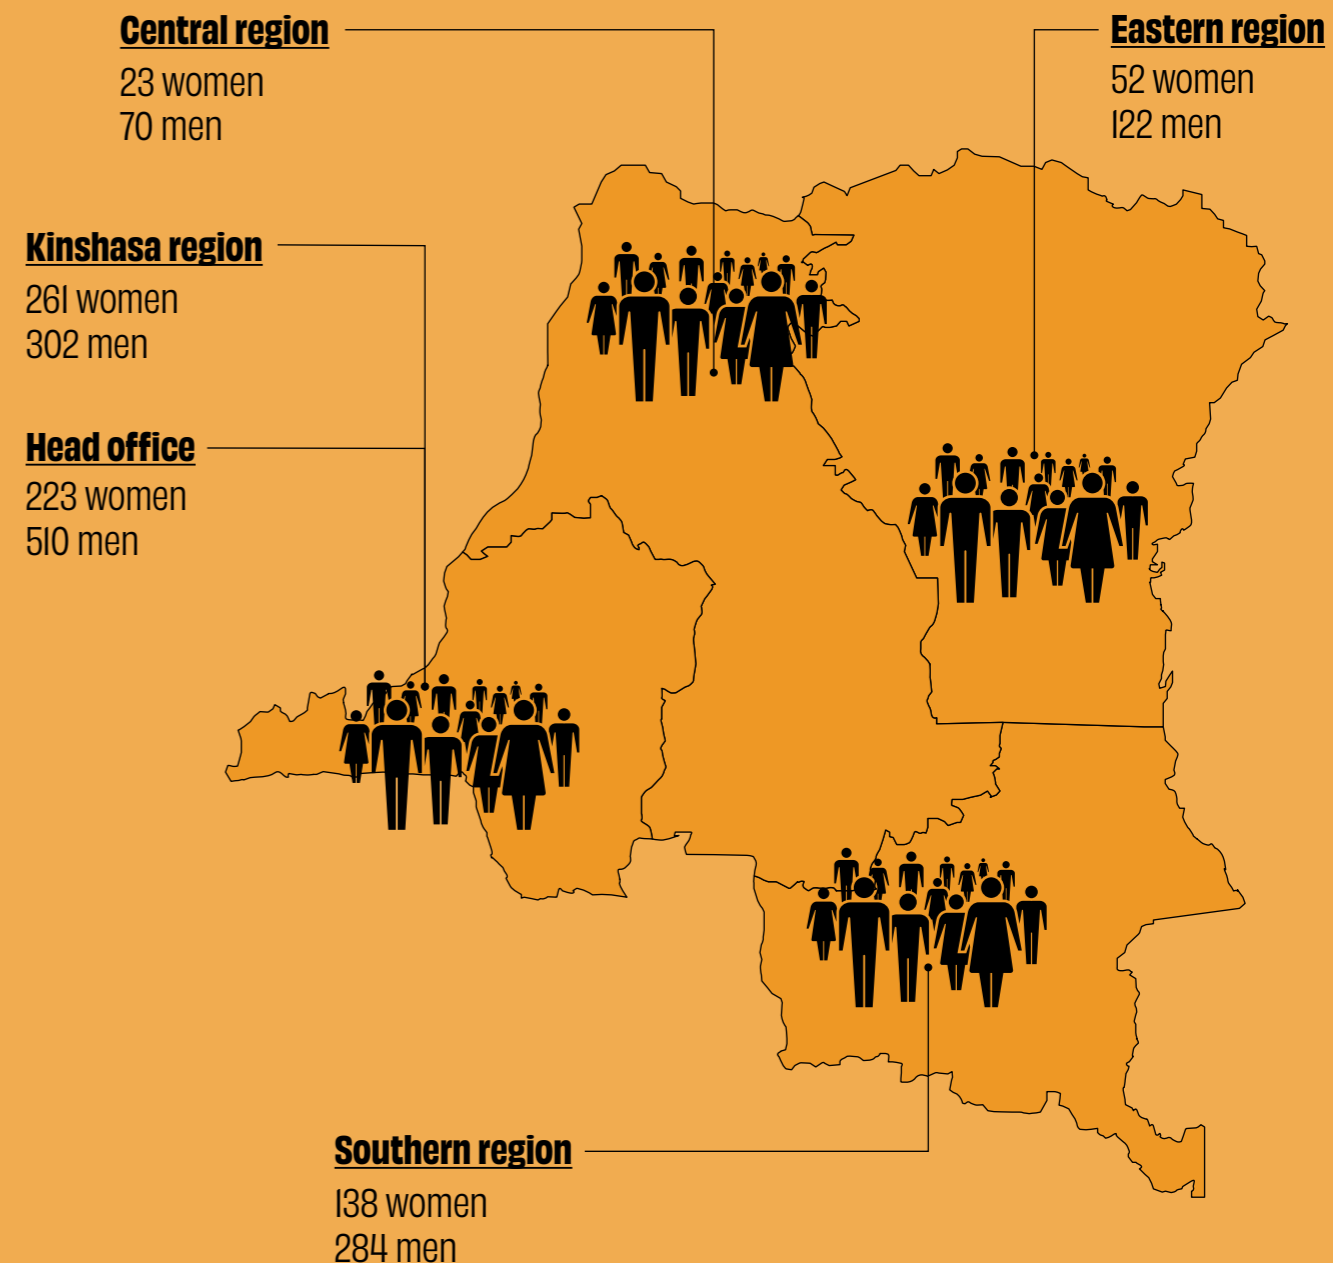 Central region
23 women
70 men
Eastern region
52 women
122 men
Kinshasa region
261 women
302 men
Head office
223 women
510 men
Southern region
138 women
284 men